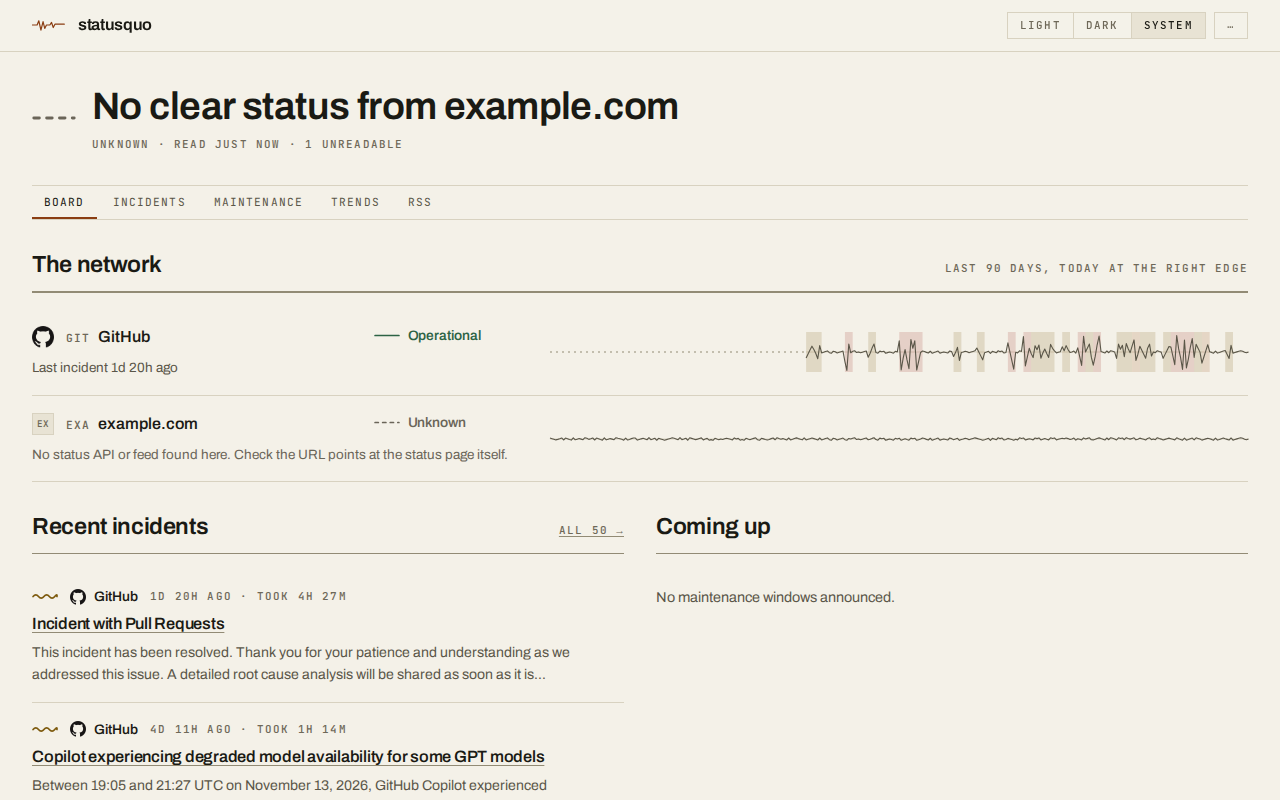 statusquo
LIGHT DARK SYSTEM …
No clear status from example.com
UNKNOWN · READ JUST NOW · 1 UNREADABLE
BOARD INCIDENTS MAINTENANCE TRENDS RSS
The network
LAST 90 DAYS, TODAY AT THE RIGHT EDGE
GIT GitHub
Operational
Last incident 1d 20h ago
EX EXA example.com
Unknown
No status API or feed found here. Check the URL points at the status page itself.
Recent incidents
ALL 50 →
GitHub 1D 20H AGO · TOOK 4H 27M
Incident with Pull Requests
This incident has been resolved. Thank you for your patience and understanding as we
addressed this issue. A detailed root cause analysis will be shared as soon as it is…
GitHub 4D 11H AGO · TOOK 1H 14M
Copilot experiencing degraded model availability for some GPT models
Between 19:05 and 21:27 UTC on November 13, 2026, GitHub Copilot experienced
Coming up
No maintenance windows announced.